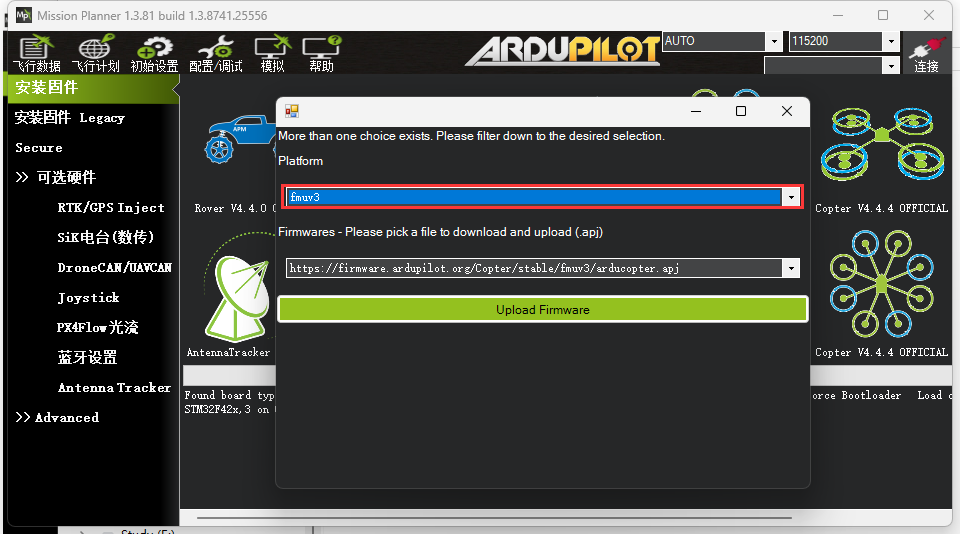 Mission Planner 1.3.81 build 1.3.8741.25556
飞行数据 飞行计划 初始设置 配置/调试 模拟 帮助
ARDUPILOT
AUTO
115200
连接
安装固件
安装固件 Legacy
Secure
>> 可选硬件
RTK/GPS Inject
SiK电台(数传)
DroneCAN/UAVCAN
Joystick
PX4Flow光流
蓝牙设置
Antenna Tracker
>> Advanced
APM
Rover V4.4.0 O
AntennaTracker
Found board typ
STM32F42x,3 on
More than one choice exists. Please filter down to the desired selection.
Platform
fmuv3
Firmwares - Please pick a file to download and upload (.apj)
https://firmware.ardupilot.org/Copter/stable/fmuv3/arducopter.apj
Upload Firmware
Copter V4.4.4 OFFICIAL
Copter V4.4.4 OFFICIAL
orce Bootloader Load c